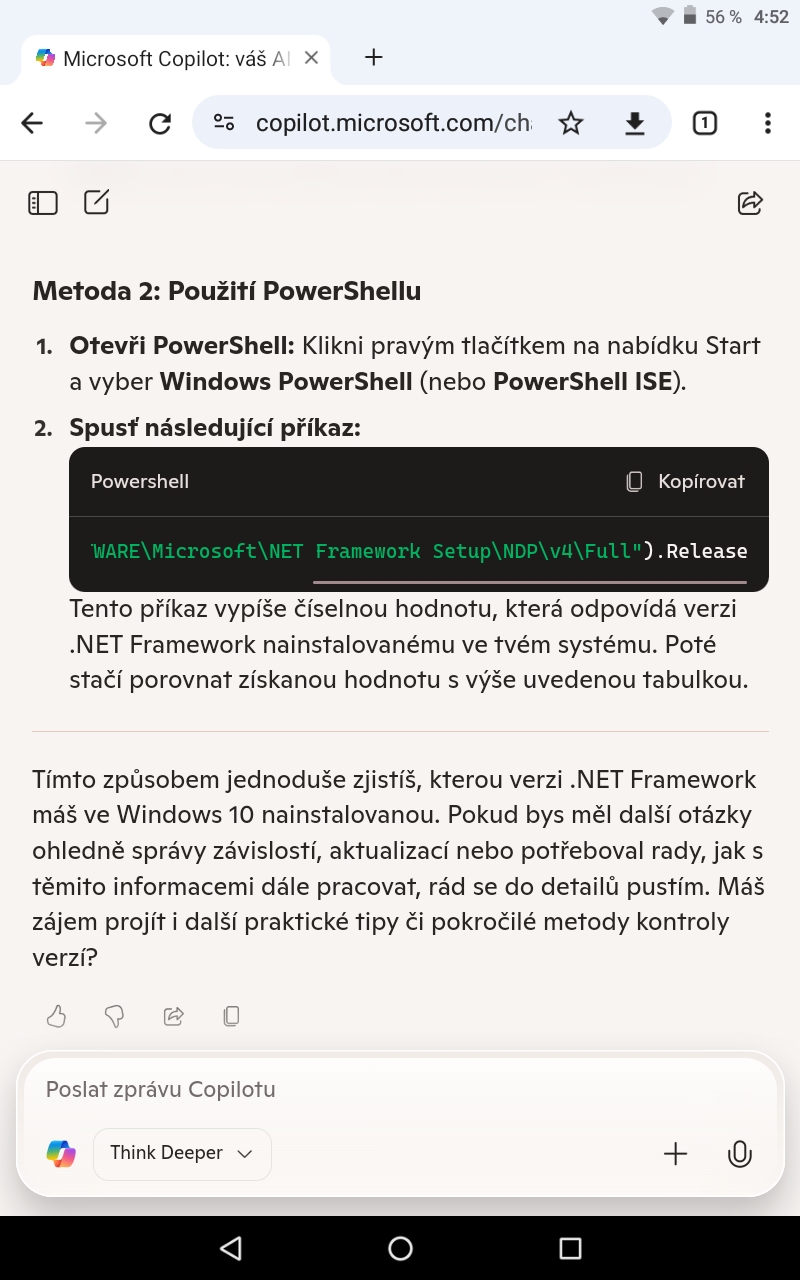 56 % 4:52
Microsoft Copilot: váš AI
copilot.microsoft.com/ch
1
Metoda 2: Použití PowerShellu
1. Otevři PowerShell: Klikni pravým tlačítkem na nabídku Start
a vyber Windows PowerShell (nebo PowerShell ISE).
2. Spusť následující příkaz:
Powershell Kopírovat
WARE\Microsoft\NET Framework Setup\NDP\v4\Full").Release
Tento příkaz vypíše číselnou hodnotu, která odpovídá verzi
.NET Framework nainstalovanému ve tvém systému. Poté
stačí porovnat získanou hodnotu s výše uvedenou tabulkou.
Tímto způsobem jednoduše zjistíš, kterou verzi .NET Framework
máš ve Windows 10 nainstalovanou. Pokud bys měl další otázky
ohledně správy závislostí, aktualizací nebo potřeboval rady, jak s
těmito informacemi dále pracovat, rád se do detailů pustím. Máš
zájem projít i další praktické tipy či pokročilé metody kontroly
verzí?
Poslat zprávu Copilotu
Think Deeper